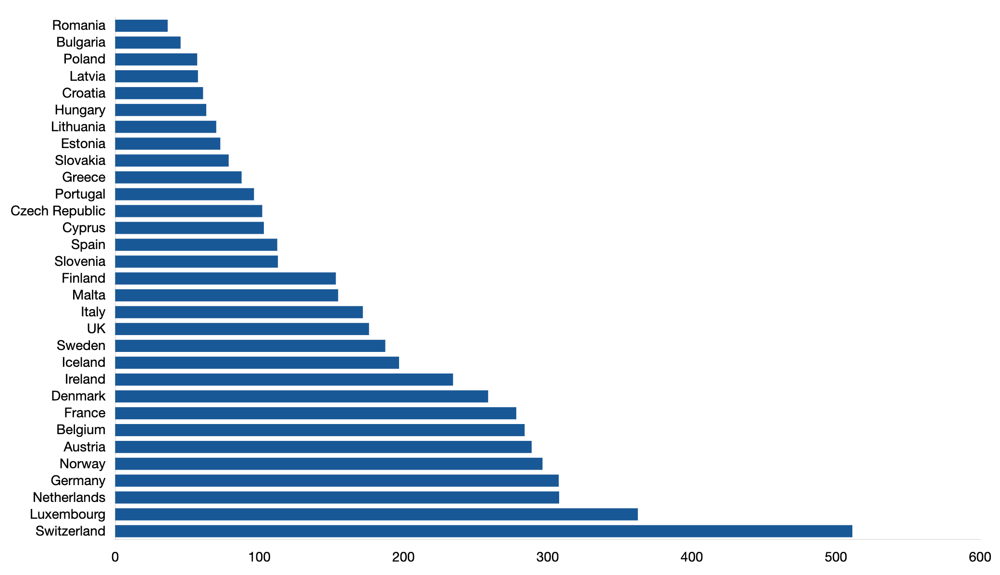 Romania
Bulgaria
Poland
Latvia
Croatia
Hungary
Lithuania
Estonia
Slovakia
Greece
Portugal
Czech Republic
Cyprus
Spain
Slovenia
Finland
Malta
Italy
UK
Sweden
Iceland
Ireland
Denmark
France
Belgium
Austria
Norway
Germany
Netherlands
Luxembourg
Switzerland
0 100 200 300 400 500 600